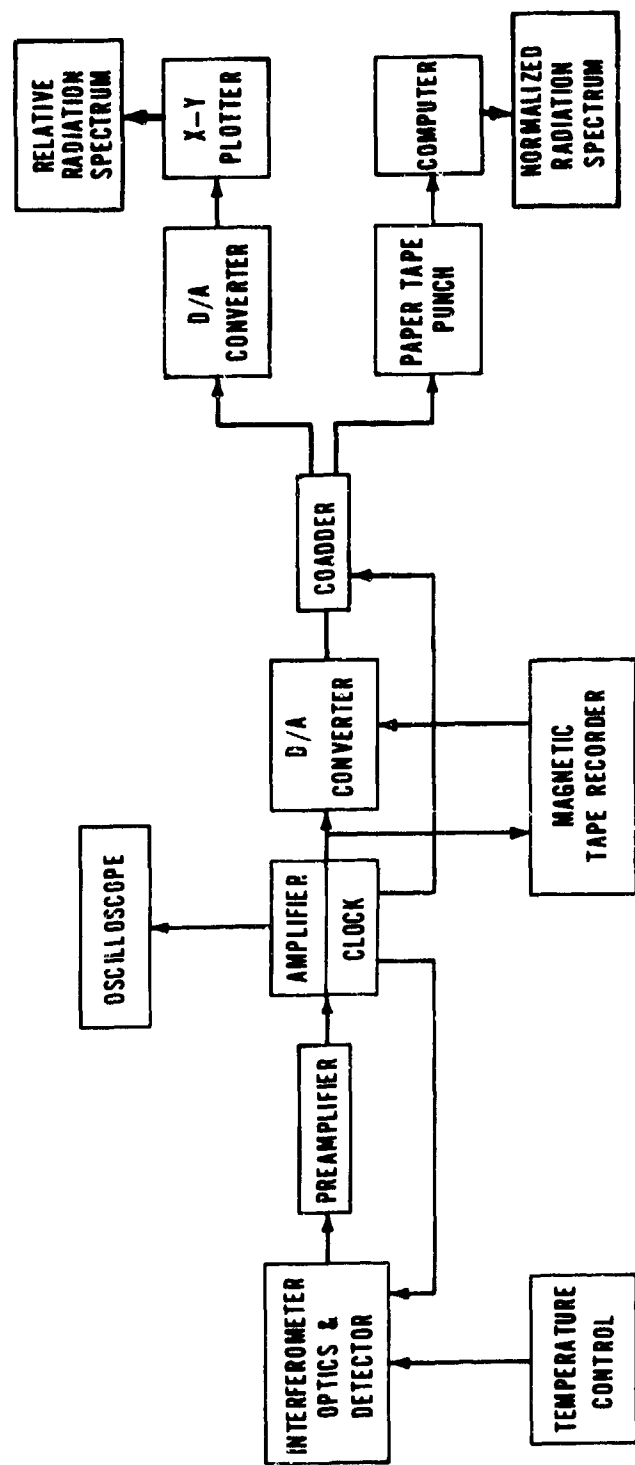 INTERFEROMETER
OPTICS &
DETECTOR
TEMPERATURE
CONTROL
PREAMPLIFIER
OSCILLOSCOPE
AMPLIFIER
CLOCK
D/A
CONVERTER
MAGNETIC
TAPE RECORDER
COADDER
D/A
CONVERTER
X-Y
PLOTTER
RELATIVE
RADIATION
SPECTRUM
PAPER TAPE
PUNCH
COMPUTER
NORMALIZED
RADIATION
SPECTRUM